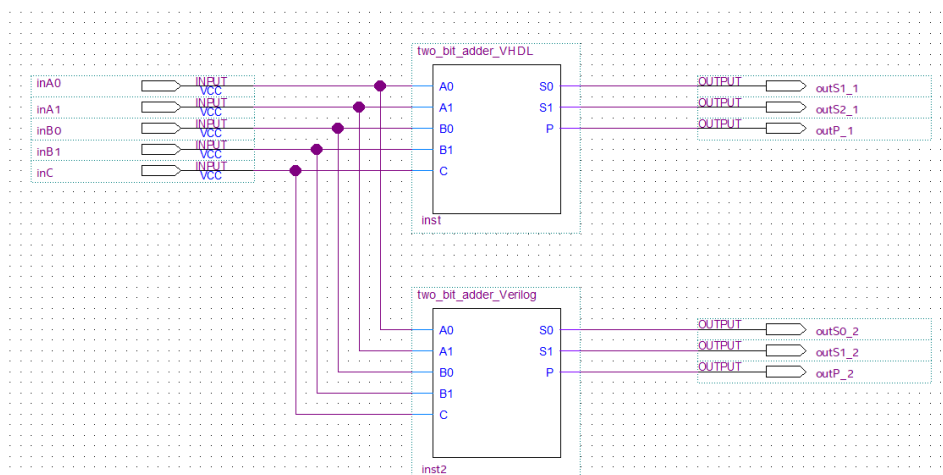 two_bit_adder_VHDL
inA0 INPUT VCC A0 S0 OUTPUT outS1_1
inA1 INPUT VCC A1 S1 OUTPUT outS2_1
inB0 INPUT VCC B0 P OUTPUT outP_1
inB1 INPUT VCC B1
inC INPUT VCC C
inst
two_bit_adder_Verilog
A0 S0 OUTPUT outS0_2
A1 S1 OUTPUT outS1_2
B0 P OUTPUT outP_2
B1
C
inst2